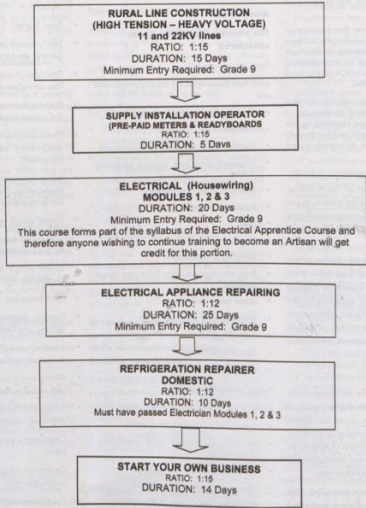 RURAL LINE CONSTRUCTION
(HIGH TENSION – HEAVY VOLTAGE)
11 and 22KV lines
RATIO: 1:15
DURATION: 15 Days
Minimum Entry Required: Grade 9
SUPPLY INSTALLATION OPERATOR
(PRE-PAID METERS & READYBOARDS
RATIO: 1:15
DURATION: 5 Days
ELECTRICAL (Housewiring)
MODULES 1, 2 & 3
DURATION: 20 Days
Minimum Entry Required: Grade 9
This course forms part of the syllabus of the Electrical Apprentice Course and
therefore anyone wishing to continue training to become an Artisan will get
credit for this portion.
ELECTRICAL APPLIANCE REPAIRING
RATIO: 1:12
DURATION: 25 Days
Minimum Entry Required: Grade 9
REFRIGERATION REPAIRER
DOMESTIC
RATIO: 1:12
DURATION: 10 Days
Must have passed Electrician Modules 1, 2 & 3
START YOUR OWN BUSINESS
RATIO: 1:15
DURATION: 14 Days